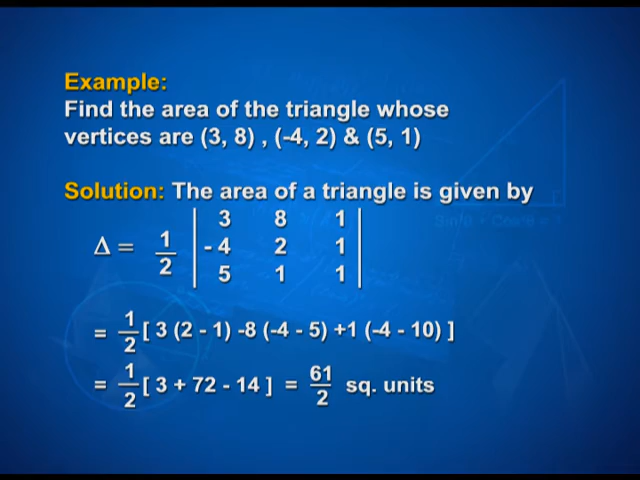 Example:
Find the area of the triangle whose
vertices are (3, 8) , (-4, 2) & (5, 1)
Solution: The area of a triangle is given by
Δ = 1/2 | 3 8 1 |
| - 4 2 1 |
| 5 1 1 |
= 1/2 [ 3 (2 - 1) -8 (-4 - 5) +1 (-4 - 10) ]
= 1/2 [ 3 + 72 - 14 ] = 61/2 sq. units